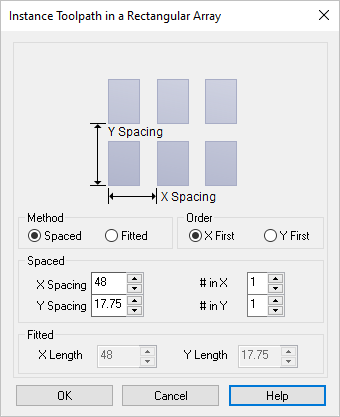 Instance Toolpath in a Rectangular Array
Y Spacing
X Spacing
Method
Spaced Fitted
Order
X First Y First
Spaced
X Spacing 48 # in X 1
Y Spacing 17.75 # in Y 1
Fitted
X Length 48 Y Length 17.75
OK Cancel Help